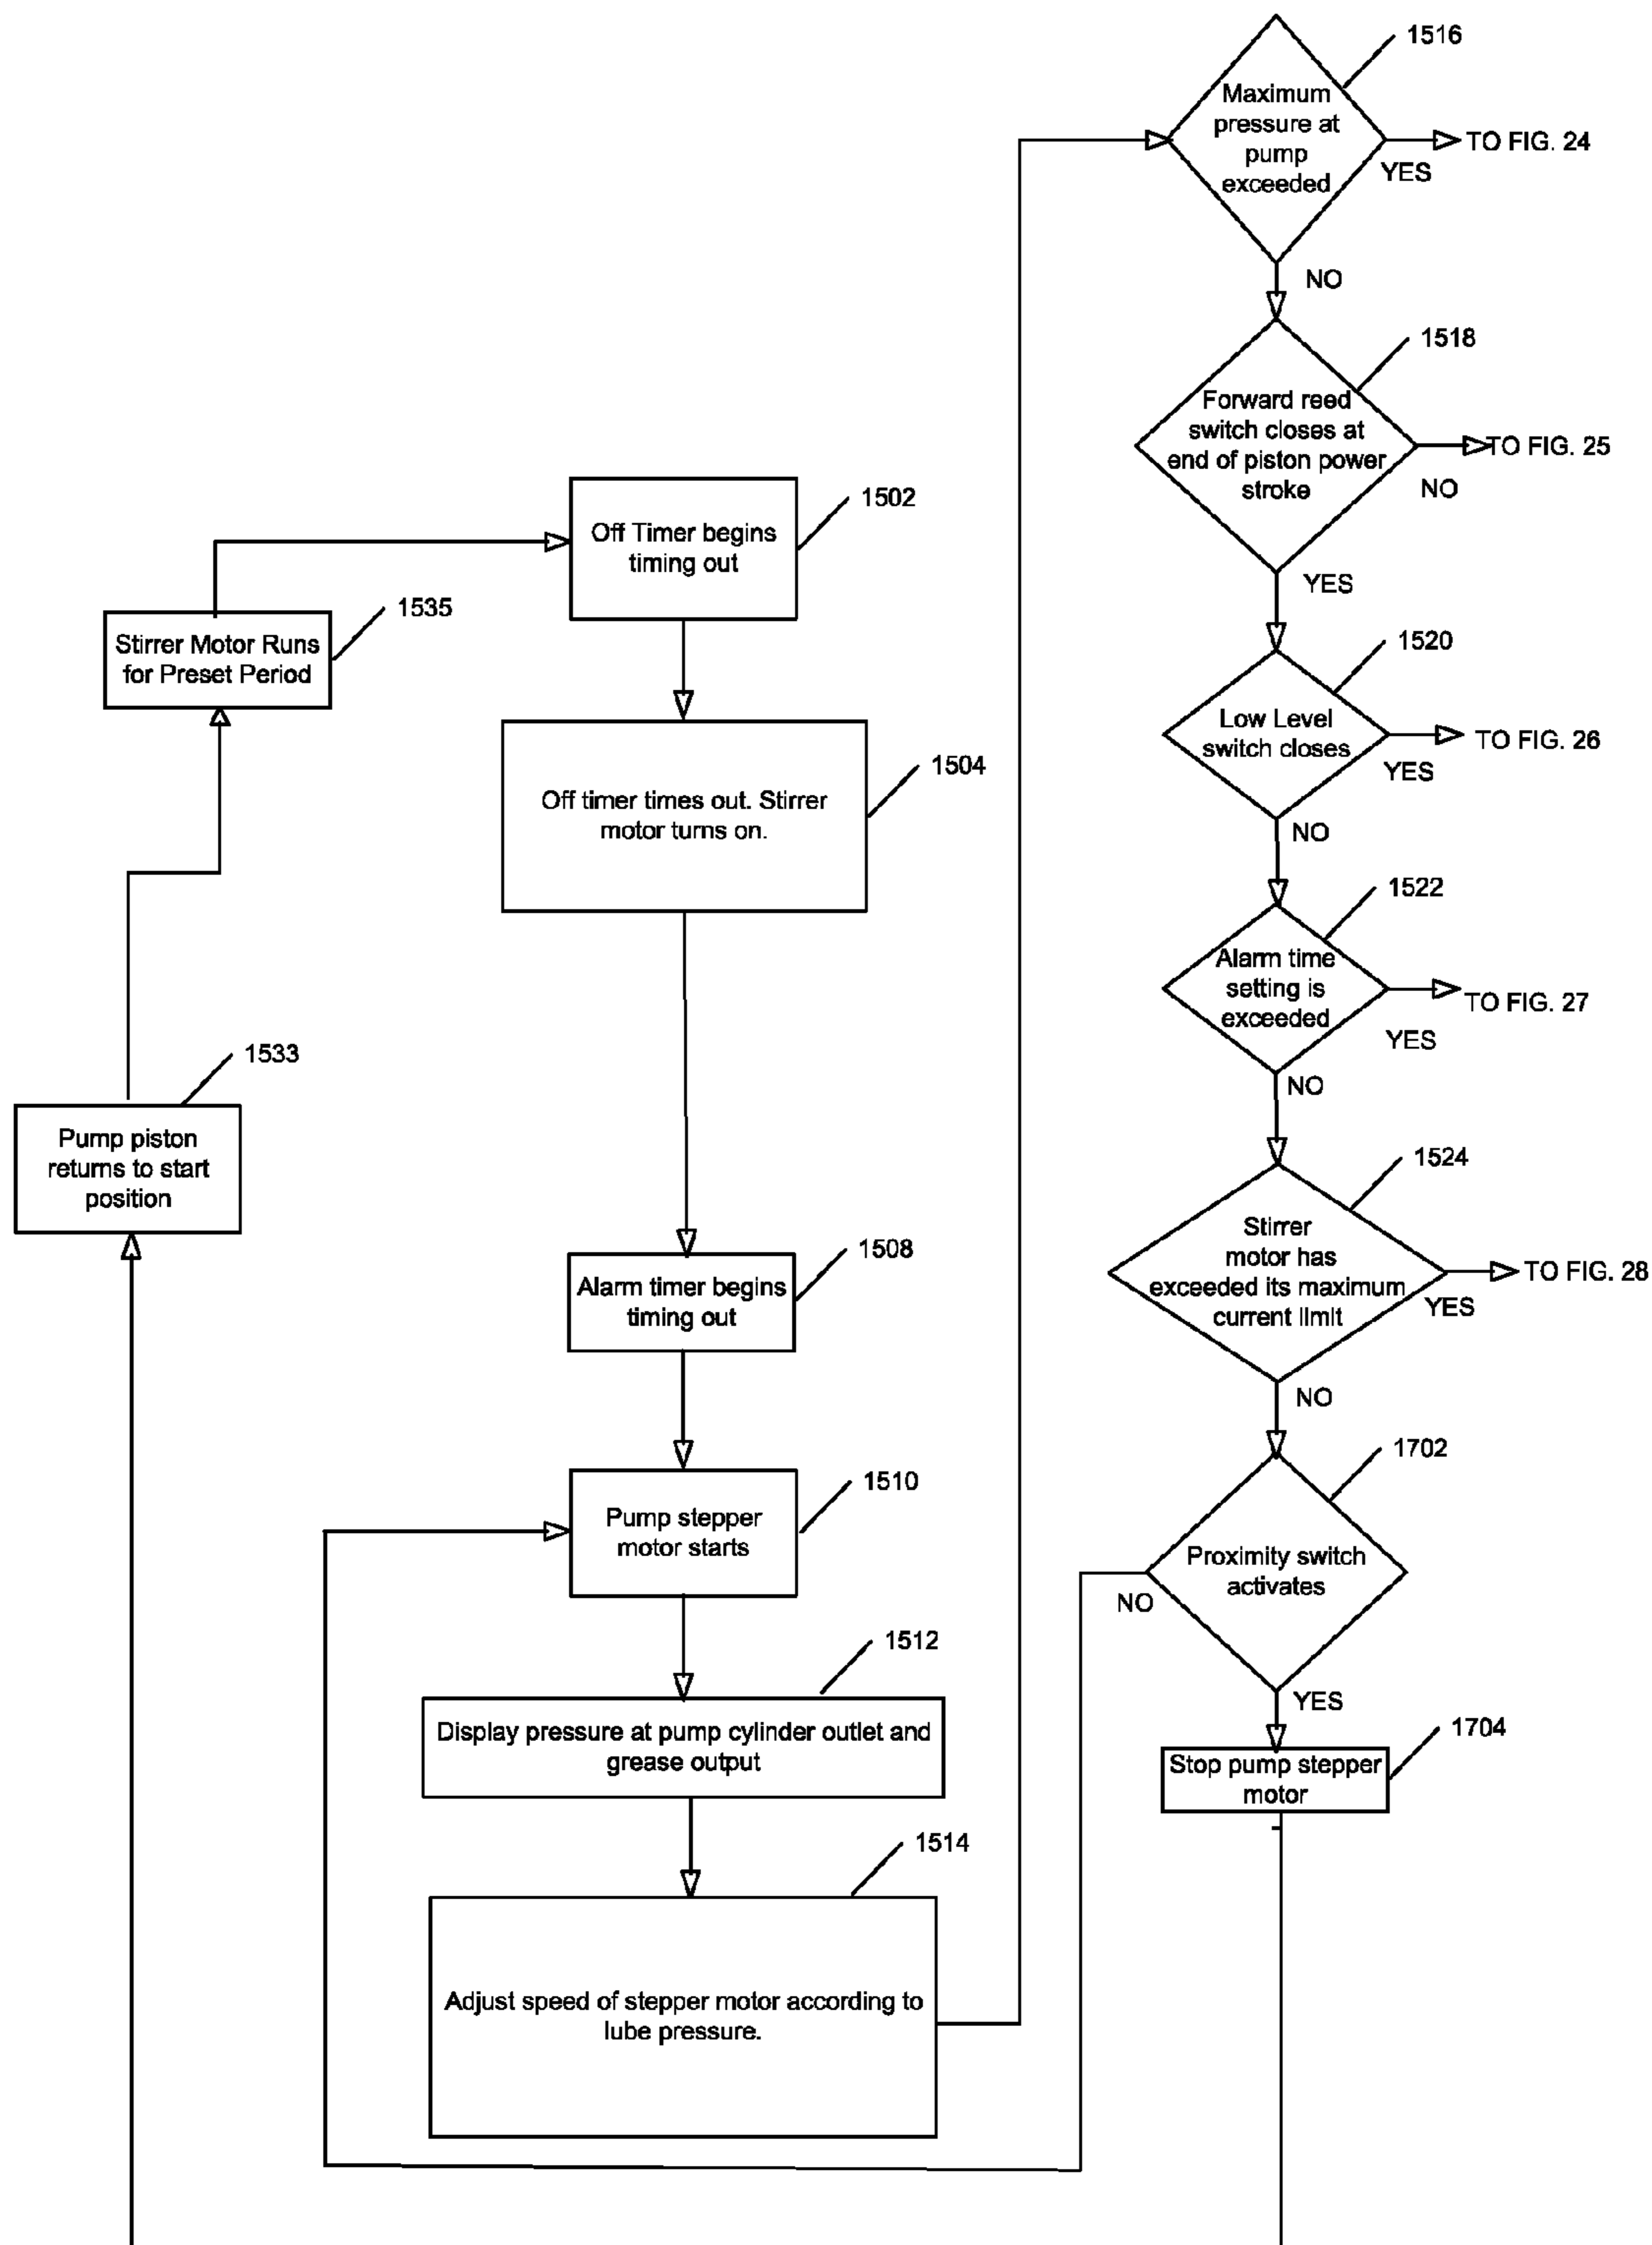 1516
Maximum
pressure at
pump
exceeded
TO FIG. 24
YES
NO
1518
Forward reed
switch closes at
end of piston power
stroke
TO FIG. 25
NO
YES
1520
Low Level
switch closes
TO FIG. 26
YES
NO
1522
Alarm time
setting is
exceeded
TO FIG. 27
YES
NO
1524
Stirrer
motor has
exceeded its maximum
current limit
TO FIG. 28
YES
NO
1702
Proximity switch
activates
NO
YES
1704
Stop pump stepper
motor
1502
Off Timer begins
timing out
1535
Stirrer Motor Runs
for Preset Period
1504
Off timer times out. Stirrer
motor turns on.
1533
Pump piston
returns to start
position
1508
Alarm timer begins
timing out
1510
Pump stepper
motor starts
1512
Display pressure at pump cylinder outlet and
grease output
1514
Adjust speed of stepper motor according to
lube pressure.